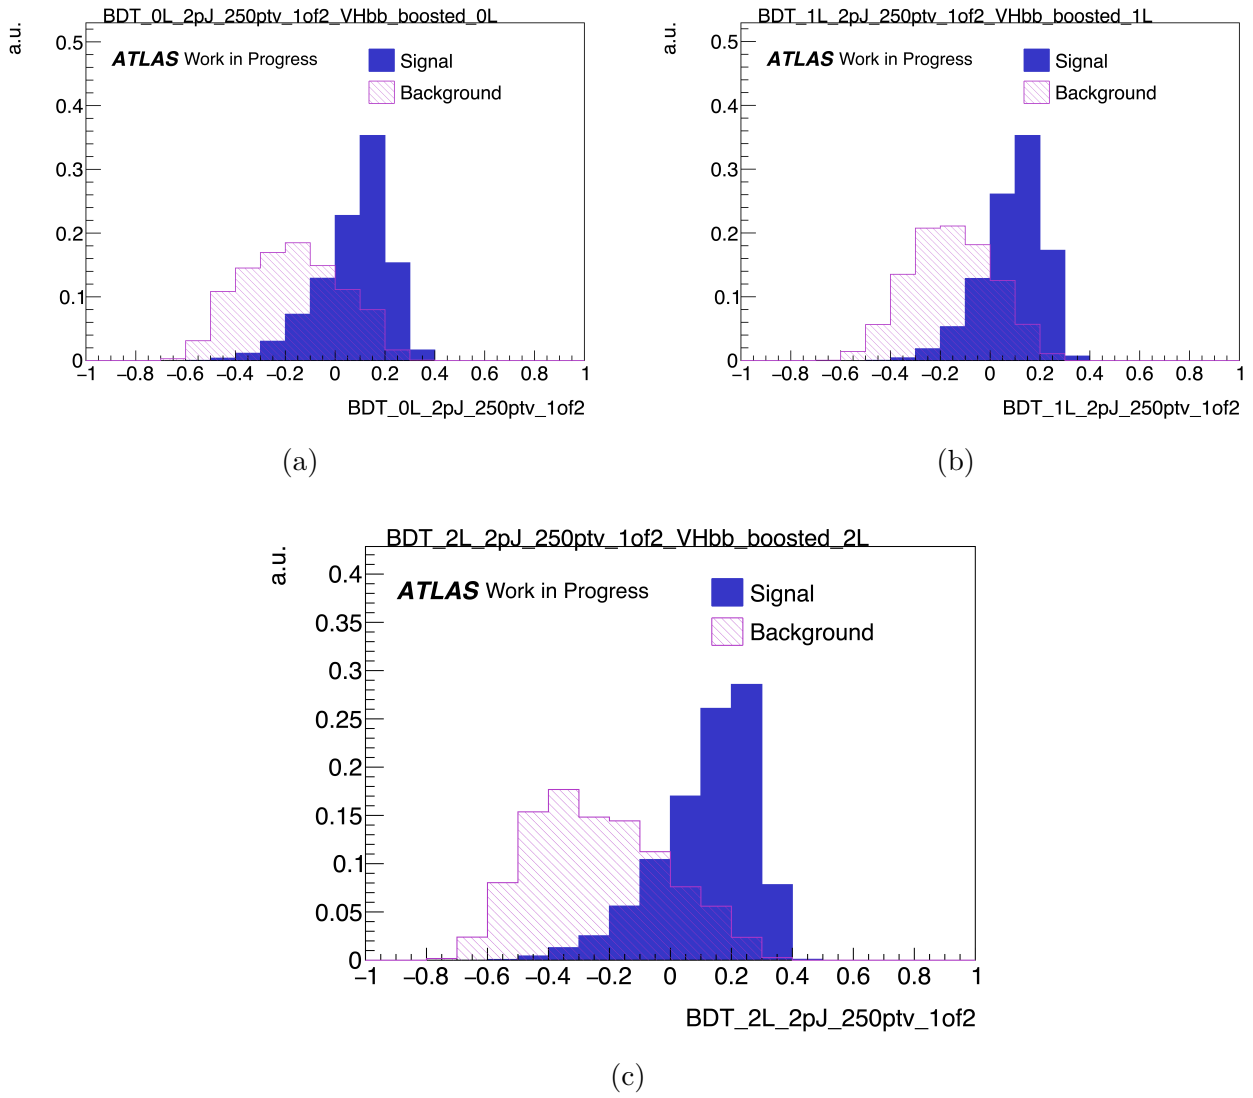 BDT_0L_2pJ_250ptv_1of2_VHbb_boosted_0L
a.u.
0.5
0.4
0.3
0.2
0.1
0
ATLAS Work in Progress
Signal
Background
−1 −0.8 −0.6 −0.4 −0.2 0 0.2 0.4 0.6 0.8 1
BDT_0L_2pJ_250ptv_1of2
(a)
BDT_1L_2pJ_250ptv_1of2_VHbb_boosted_1L
a.u.
0.5
0.4
0.3
0.2
0.1
0
ATLAS Work in Progress
Signal
Background
−1 −0.8 −0.6 −0.4 −0.2 0 0.2 0.4 0.6 0.8 1
BDT_1L_2pJ_250ptv_1of2
(b)
BDT_2L_2pJ_250ptv_1of2_VHbb_boosted_2L
a.u.
0.4
0.35
0.3
0.25
0.2
0.15
0.1
0.05
0
ATLAS Work in Progress
Signal
Background
−1 −0.8 −0.6 −0.4 −0.2 0 0.2 0.4 0.6 0.8 1
BDT_2L_2pJ_250ptv_1of2
(c)